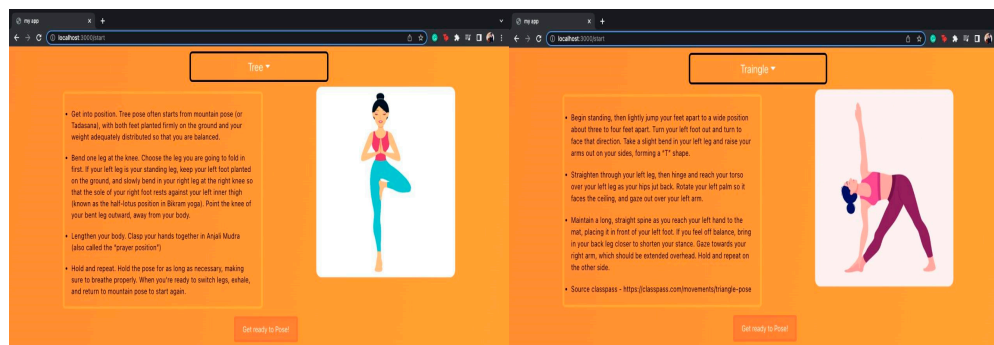 my app
localhost:3000/start
Tree
• Get into position. Tree pose often starts from mountain pose (or
Tadasana), with both feet planted firmly on the ground and your
weight adequately distributed so that you are balanced.
• Bend one leg at the knee. Choose the leg you are going to fold in
first. If your left leg is your standing leg, keep your left foot planted
on the ground, and slowly bend in your right leg at the right knee so
that the sole of your right foot rests against your left inner thigh
(known as the half-lotus position in Bikram yoga). Point the knee of
your bent leg outward, away from your body.
• Lengthen your body. Clasp your hands together in Anjali Mudra
(also called the "prayer position")
• Hold and repeat. Hold the pose for as long as necessary, making
sure to breathe properly. When you're ready to switch legs, exhale,
and return to mountain pose to start again.
Get ready to Pose!
my app
localhost:3000/start
Traingle
• Begin standing, then lightly jump your feet apart to a wide position
about three to four feet apart. Turn your left foot out and turn to
face that direction. Take a slight bend in your left leg and raise your
arms out on your sides, forming a "T" shape.
• Straighten through your left leg, then hinge and reach your torso
over your left leg as your hips jut back. Rotate your left palm so it
faces the ceiling, and gaze out over your left arm.
• Maintain a long, straight spine as you reach your left hand to the
mat, placing it in front of your left foot. If you feel off balance, bring
in your back leg closer to shorten your stance. Gaze towards your
right arm, which should be extended overhead. Hold and repeat on
the other side.
• Source classpass - https://classpass.com/movements/triangle-pose
Get ready to Pose!